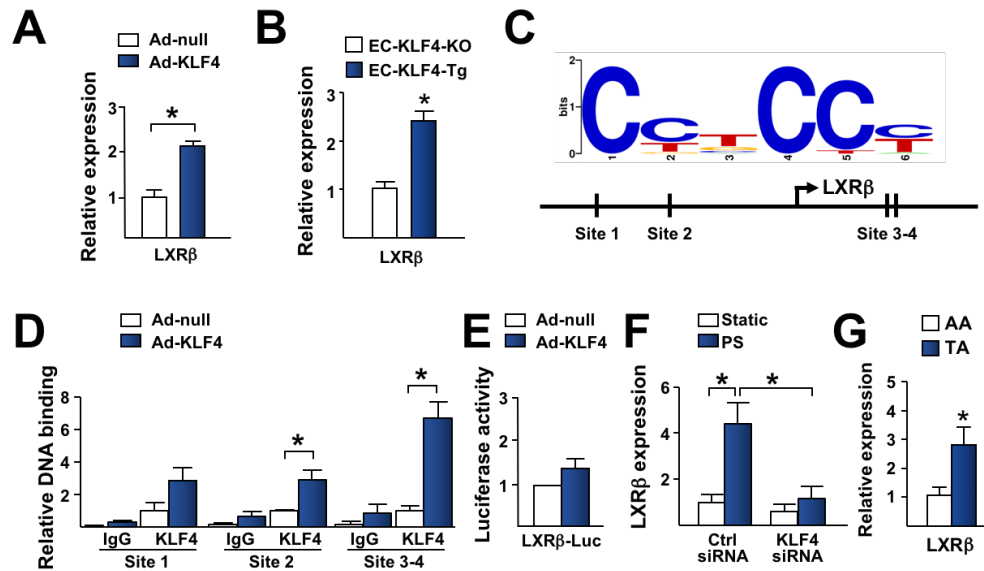 A
Ad-null
Ad-KLF4
Relative expression
3
2
1
*
LXRβ
B
EC-KLF4-KO
EC-KLF4-Tg
Relative expression
3
2
1
*
LXRβ
C
bits
2
1
0
C C T C C C
T T
1 2 3 4 5 6
LXRβ
Site 1 Site 2 Site 3-4
D
Ad-null
Ad-KLF4
Relative DNA binding
8
6
4
2
* *
IgG KLF4 IgG KLF4 IgG KLF4
Site 1 Site 2 Site 3-4
E
Ad-null
Ad-KLF4
Luciferase activity
3
2
1
LXRβ-Luc
F
Static
PS
LXRβ expression
6
4
2
* *
Ctrl KLF4
siRNA siRNA
G
AA
TA
Relative expression
5
4
3
2
1
*
LXRβ